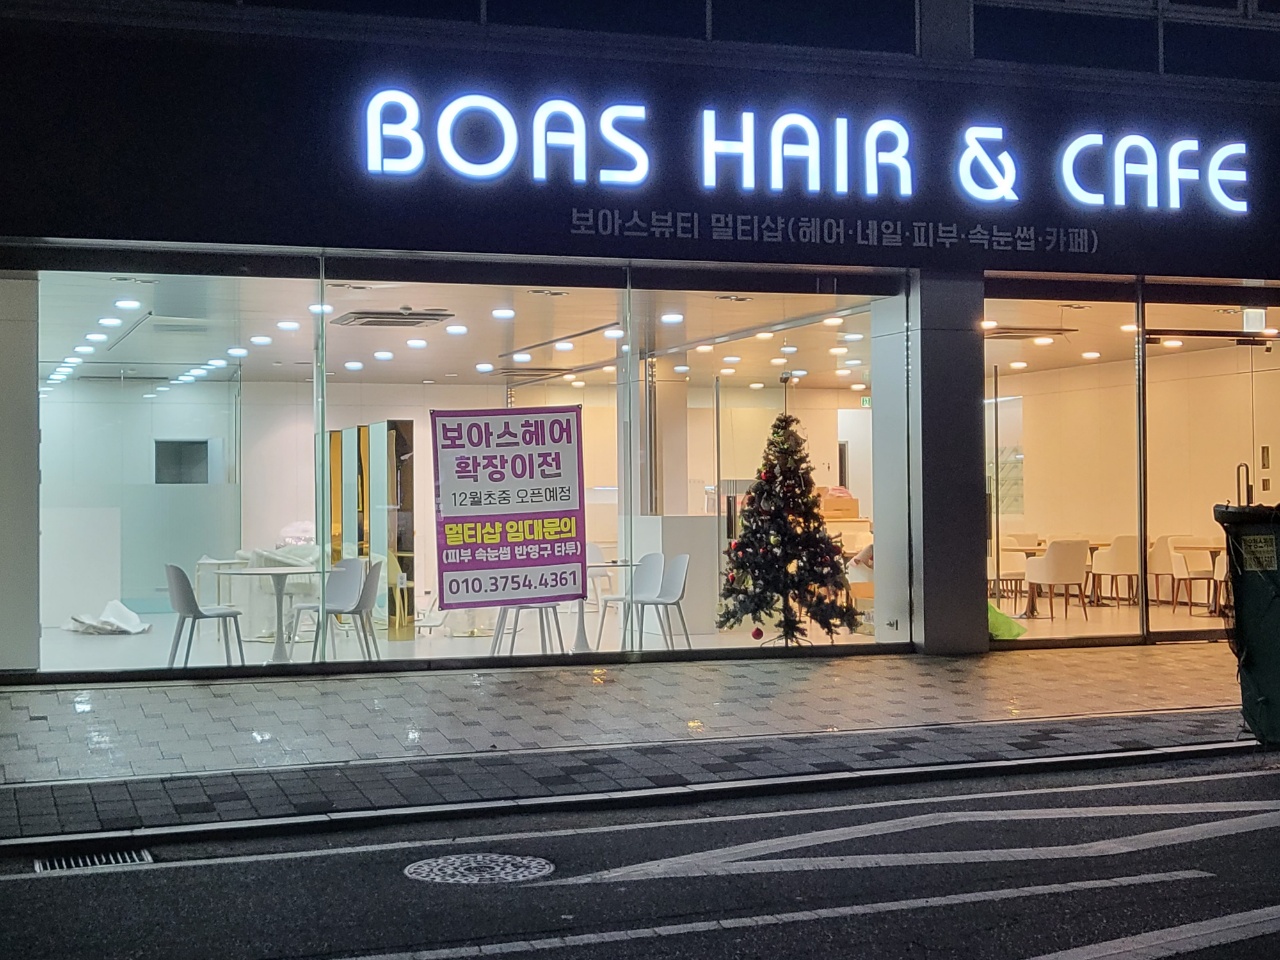 BOAS HAIR & CAFE
보아스뷰티 멀티샵(헤어·네일·피부·속눈썹·카페)
보아스헤어
확장이전
12월초중 오픈예정
멀티샵 임대문의
(피부 속눈썹 반영구 타투)
010.3754.4361